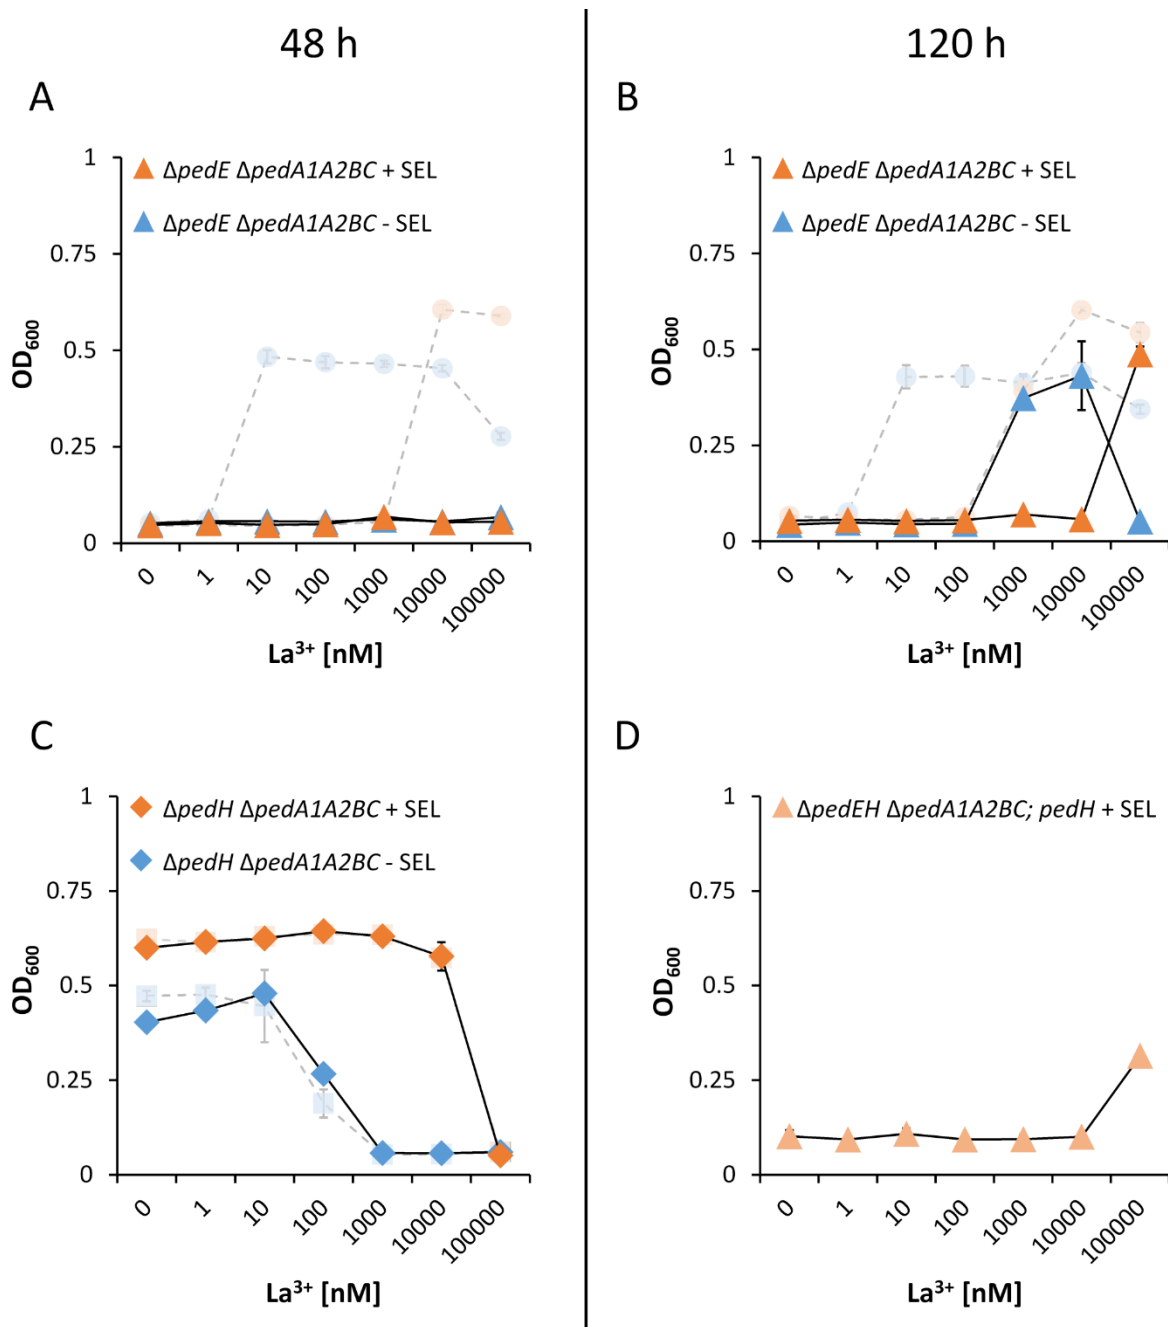 48 h
120 h
A
ΔpedE ΔpedA1A2BC + SEL
ΔpedE ΔpedA1A2BC - SEL
1
0.75
0.5
0.25
0
OD600
0 1 10 100 1000 10000 100000
La³⁺ [nM]
B
ΔpedE ΔpedA1A2BC + SEL
ΔpedE ΔpedA1A2BC - SEL
1
0.75
0.5
0.25
0
OD600
0 1 10 100 1000 10000 100000
La³⁺ [nM]
C
ΔpedH ΔpedA1A2BC + SEL
ΔpedH ΔpedA1A2BC - SEL
1
0.75
0.5
0.25
0
OD600
0 1 10 100 1000 10000 100000
La³⁺ [nM]
D
ΔpedEH ΔpedA1A2BC; pedH + SEL
1
0.75
0.5
0.25
0
OD600
0 1 10 100 1000 10000 100000
La³⁺ [nM]